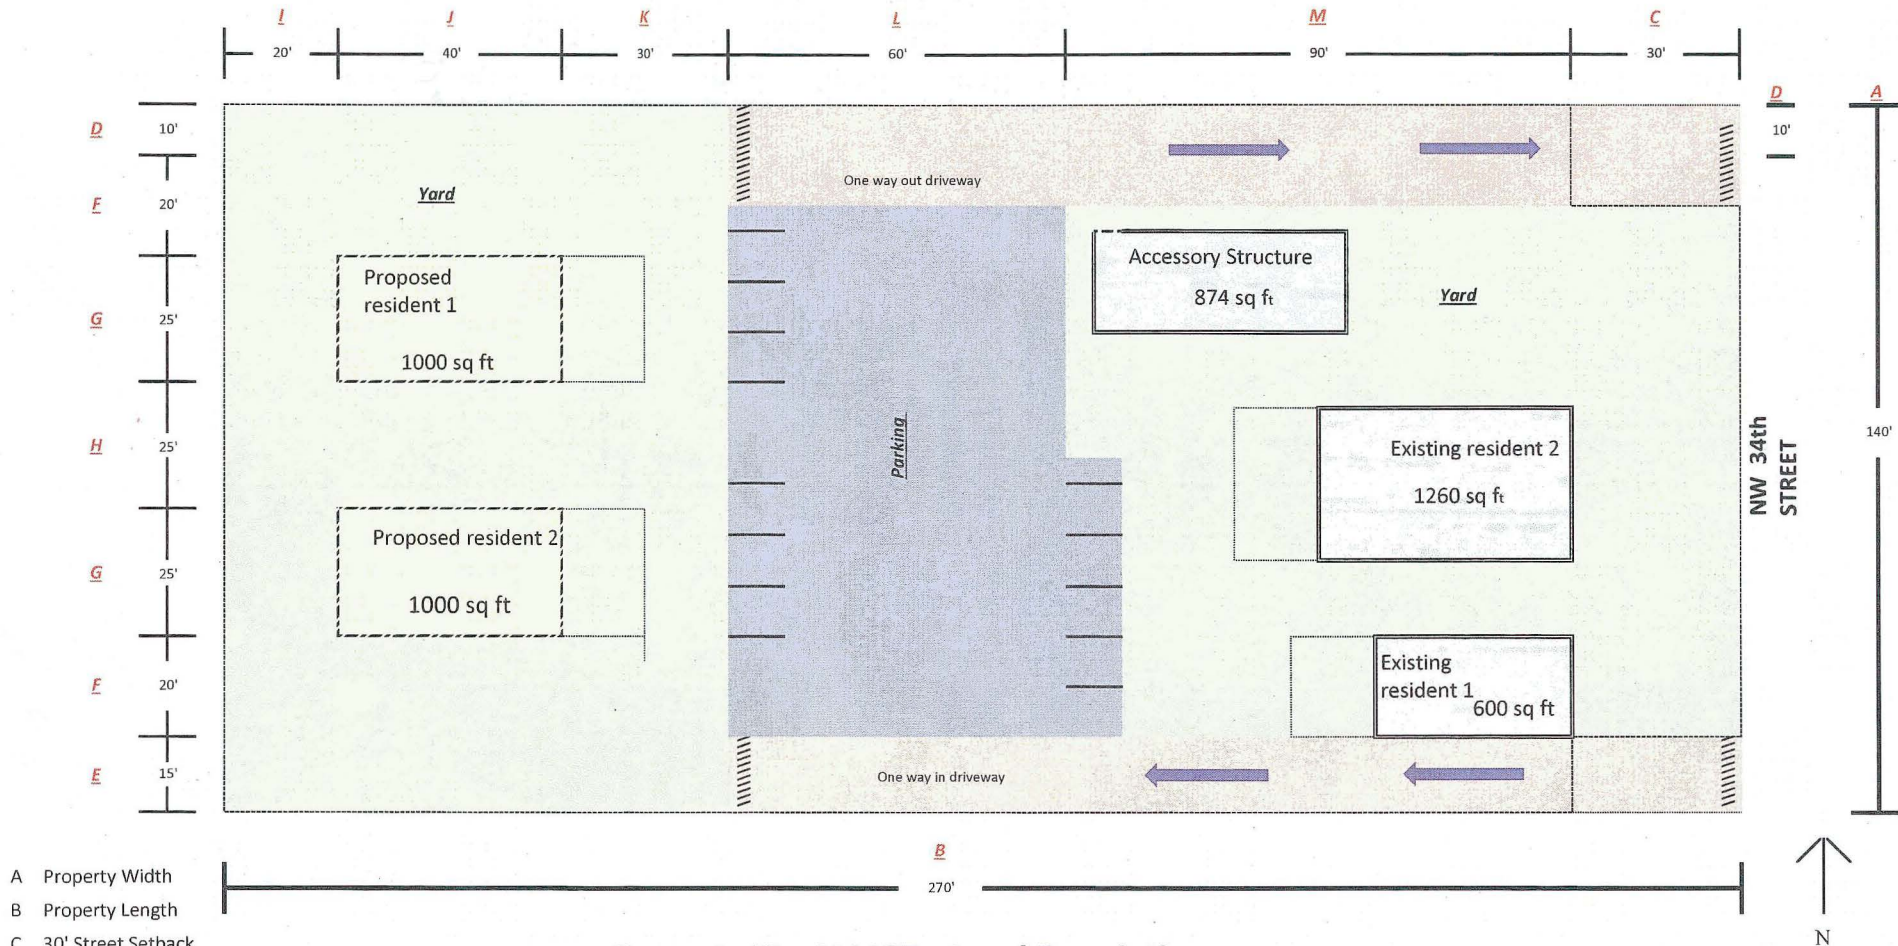 I J K L M C
20' 40' 30' 60' 90' 30'
D A
10'
D 10'
F 20'
G 25'
H 25'
G 25'
F 20'
E 15'
Yard
One way out driveway
Proposed
resident 1
1000 sq ft
Proposed resident 2
1000 sq ft
Parking
Accessory Structure
874 sq ft
Yard
Existing resident 2
1260 sq ft
Existing
resident 1
600 sq ft
One way in driveway
NW 34th
STREET
140'
B
270'
A Property Width
B Property Length
C 30' Street Setback
N